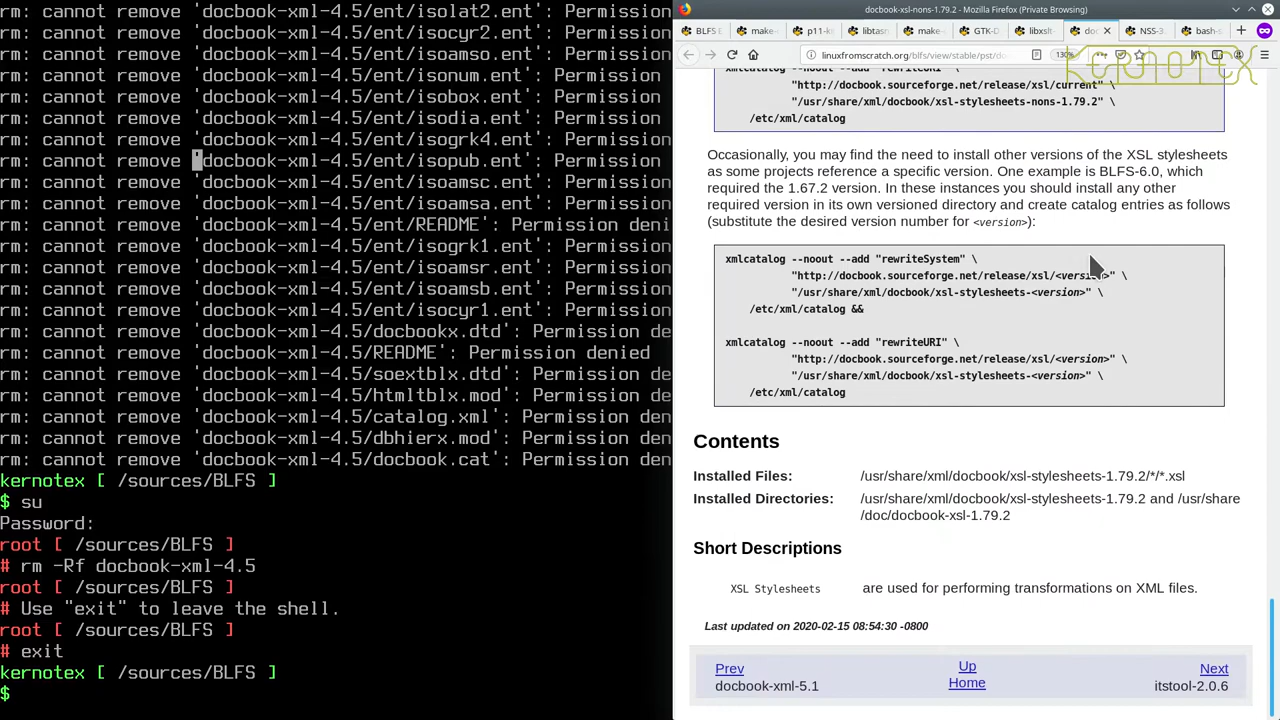 rm: cannot remove 'docbook-xml-4.5/ent/isolat2.ent': Permission
rm: cannot remove 'docbook-xml-4.5/ent/isocyr2.ent': Permission
rm: cannot remove 'docbook-xml-4.5/ent/isoamso.ent': Permission
rm: cannot remove 'docbook-xml-4.5/ent/isonum.ent': Permission
rm: cannot remove 'docbook-xml-4.5/ent/isobox.ent': Permission
rm: cannot remove 'docbook-xml-4.5/ent/isodia.ent': Permission
rm: cannot remove 'docbook-xml-4.5/ent/isogrk4.ent': Permission
rm: cannot remove 'docbook-xml-4.5/ent/isopub.ent': Permission
rm: cannot remove 'docbook-xml-4.5/ent/isoamsc.ent': Permission
rm: cannot remove 'docbook-xml-4.5/ent/isoamsa.ent': Permission
rm: cannot remove 'docbook-xml-4.5/ent/README': Permission deni
rm: cannot remove 'docbook-xml-4.5/ent/isogrk1.ent': Permission
rm: cannot remove 'docbook-xml-4.5/ent/isoamsr.ent': Permission
rm: cannot remove 'docbook-xml-4.5/ent/isoamsb.ent': Permission
rm: cannot remove 'docbook-xml-4.5/ent/isocyr1.ent': Permission
rm: cannot remove 'docbook-xml-4.5/docbookx.dtd': Permission de
rm: cannot remove 'docbook-xml-4.5/README': Permission denied
rm: cannot remove 'docbook-xml-4.5/soextblx.dtd': Permission de
rm: cannot remove 'docbook-xml-4.5/htmltblx.mod': Permission de
rm: cannot remove 'docbook-xml-4.5/catalog.xml': Permission den
rm: cannot remove 'docbook-xml-4.5/dbhierx.mod': Permission den
rm: cannot remove 'docbook-xml-4.5/docbook.cat': Permission den
kernotex [ /sources/BLFS ]
$ su
Password:
root [ /sources/BLFS ]
# rm -Rf docbook-xml-4.5
root [ /sources/BLFS ]
# Use "exit" to leave the shell.
root [ /sources/BLFS ]
# exit
kernotex [ /sources/BLFS ]
$
docbook-xsl-nons-1.79.2 - Mozilla Firefox (Private Browsing)
BLFS E make- p11-k libtasn make- GTK-D libxslt doc NSS-3 bash-5
linuxfromscratch.org/blfs/view/stable/pst/do 130%
KERNOTEX
xmlcatalog --noout --add "rewriteURI" \
"http://docbook.sourceforge.net/release/xsl/current" \
"/usr/share/xml/docbook/xsl-stylesheets-nons-1.79.2" \
/etc/xml/catalog
Occasionally, you may find the need to install other versions of the XSL stylesheets
as some projects reference a specific version. One example is BLFS-6.0, which
required the 1.67.2 version. In these instances you should install any other
required version in its own versioned directory and create catalog entries as follows
(substitute the desired version number for <version>):
xmlcatalog --noout --add "rewriteSystem" \
"http://docbook.sourceforge.net/release/xsl/<version>" \
"/usr/share/xml/docbook/xsl-stylesheets-<version>" \
/etc/xml/catalog &&
xmlcatalog --noout --add "rewriteURI" \
"http://docbook.sourceforge.net/release/xsl/<version>" \
"/usr/share/xml/docbook/xsl-stylesheets-<version>" \
/etc/xml/catalog
Contents
Installed Files: /usr/share/xml/docbook/xsl-stylesheets-1.79.2/*/*.xsl
Installed Directories: /usr/share/xml/docbook/xsl-stylesheets-1.79.2 and /usr/share
/doc/docbook-xsl-1.79.2
Short Descriptions
XSL Stylesheets are used for performing transformations on XML files.
Last updated on 2020-02-15 08:54:30 -0800
Prev Up Next
docbook-xml-5.1 Home itstool-2.0.6